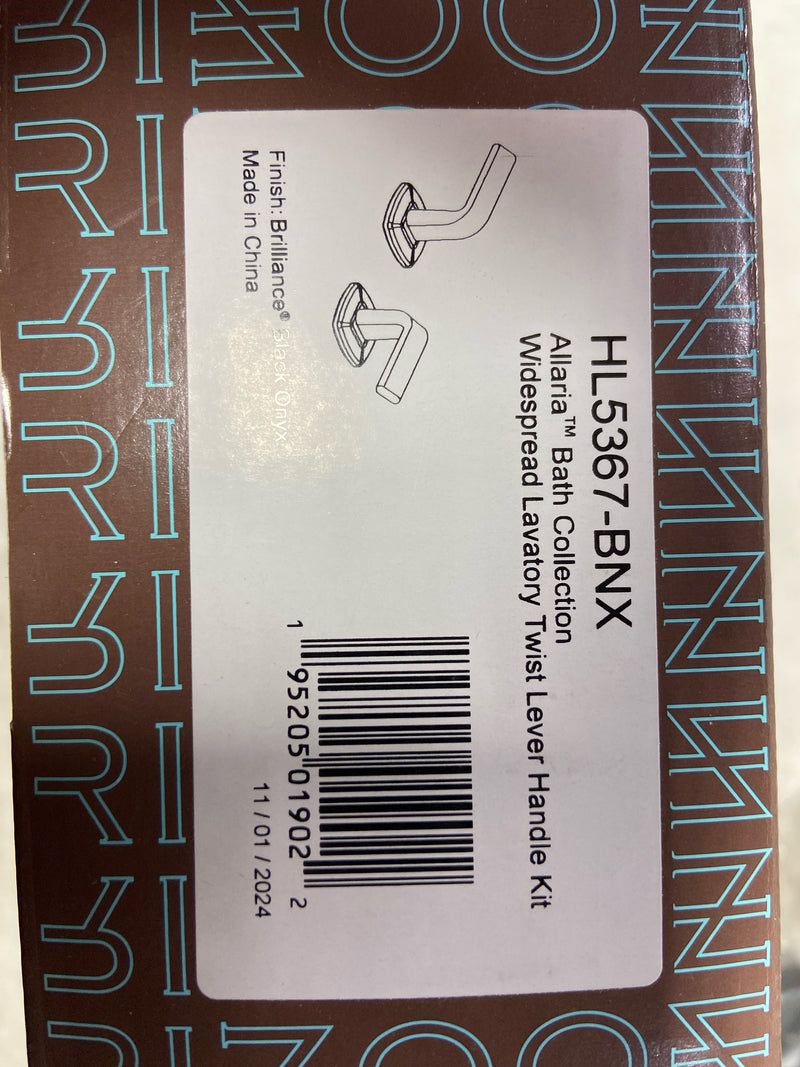 HL5367-BNX
Allaria™ Bath Collection
Widespread Lavatory Twist Lever Handle Kit
Finish: Brilliance® Black Onyx
Made in China
1 95205 01902 2
11 / 01 / 2024